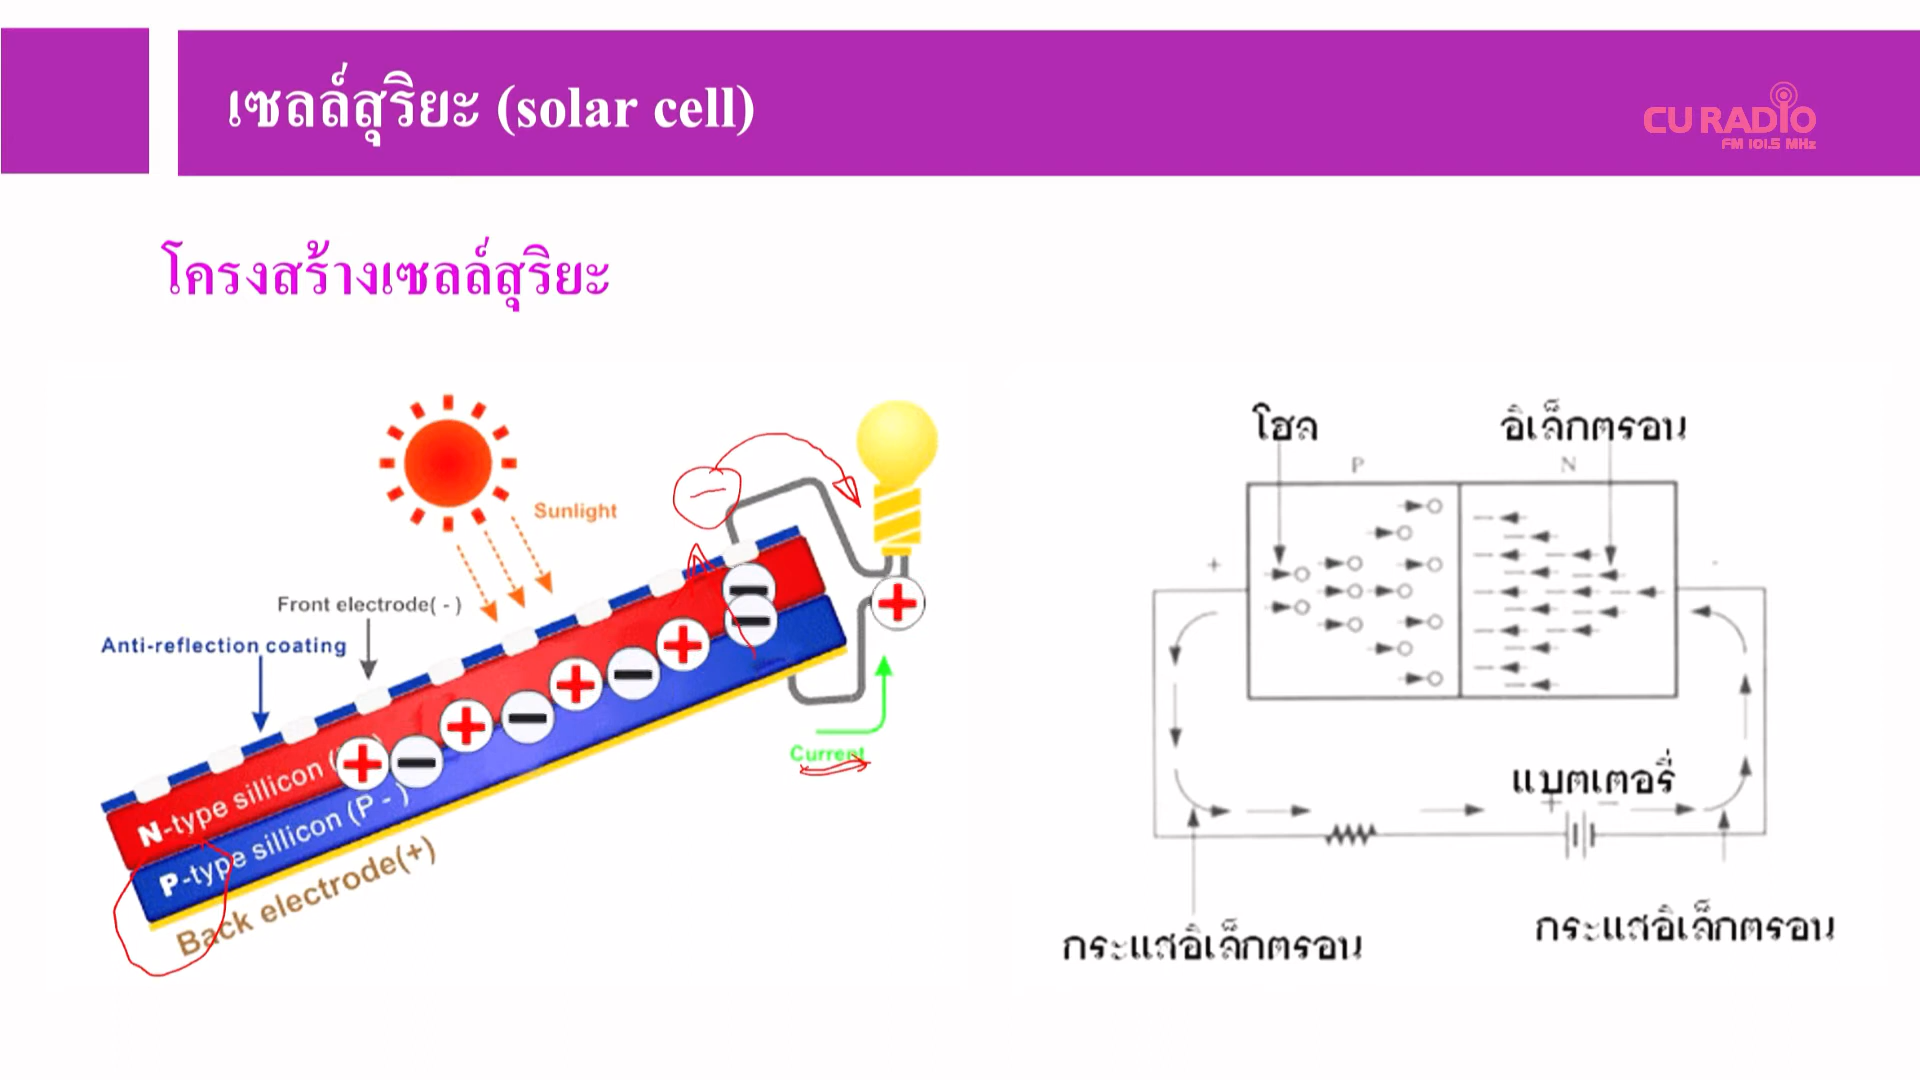 เซลล์สุริยะ (solar cell)
CU RADIO
FM 101.5 MHz
โครงสร้างเซลล์สุริยะ
Sunlight
Front electrode( - )
Anti-reflection coating
N-type sillicon (
P-type sillicon (P - )
Back electrode(+)
Current
โฮล
อิเล็กตรอน
P
N
+
-
แบตเตอรี่
+
กระแสอิเล็กตรอน
กระแสอิเล็กตรอน